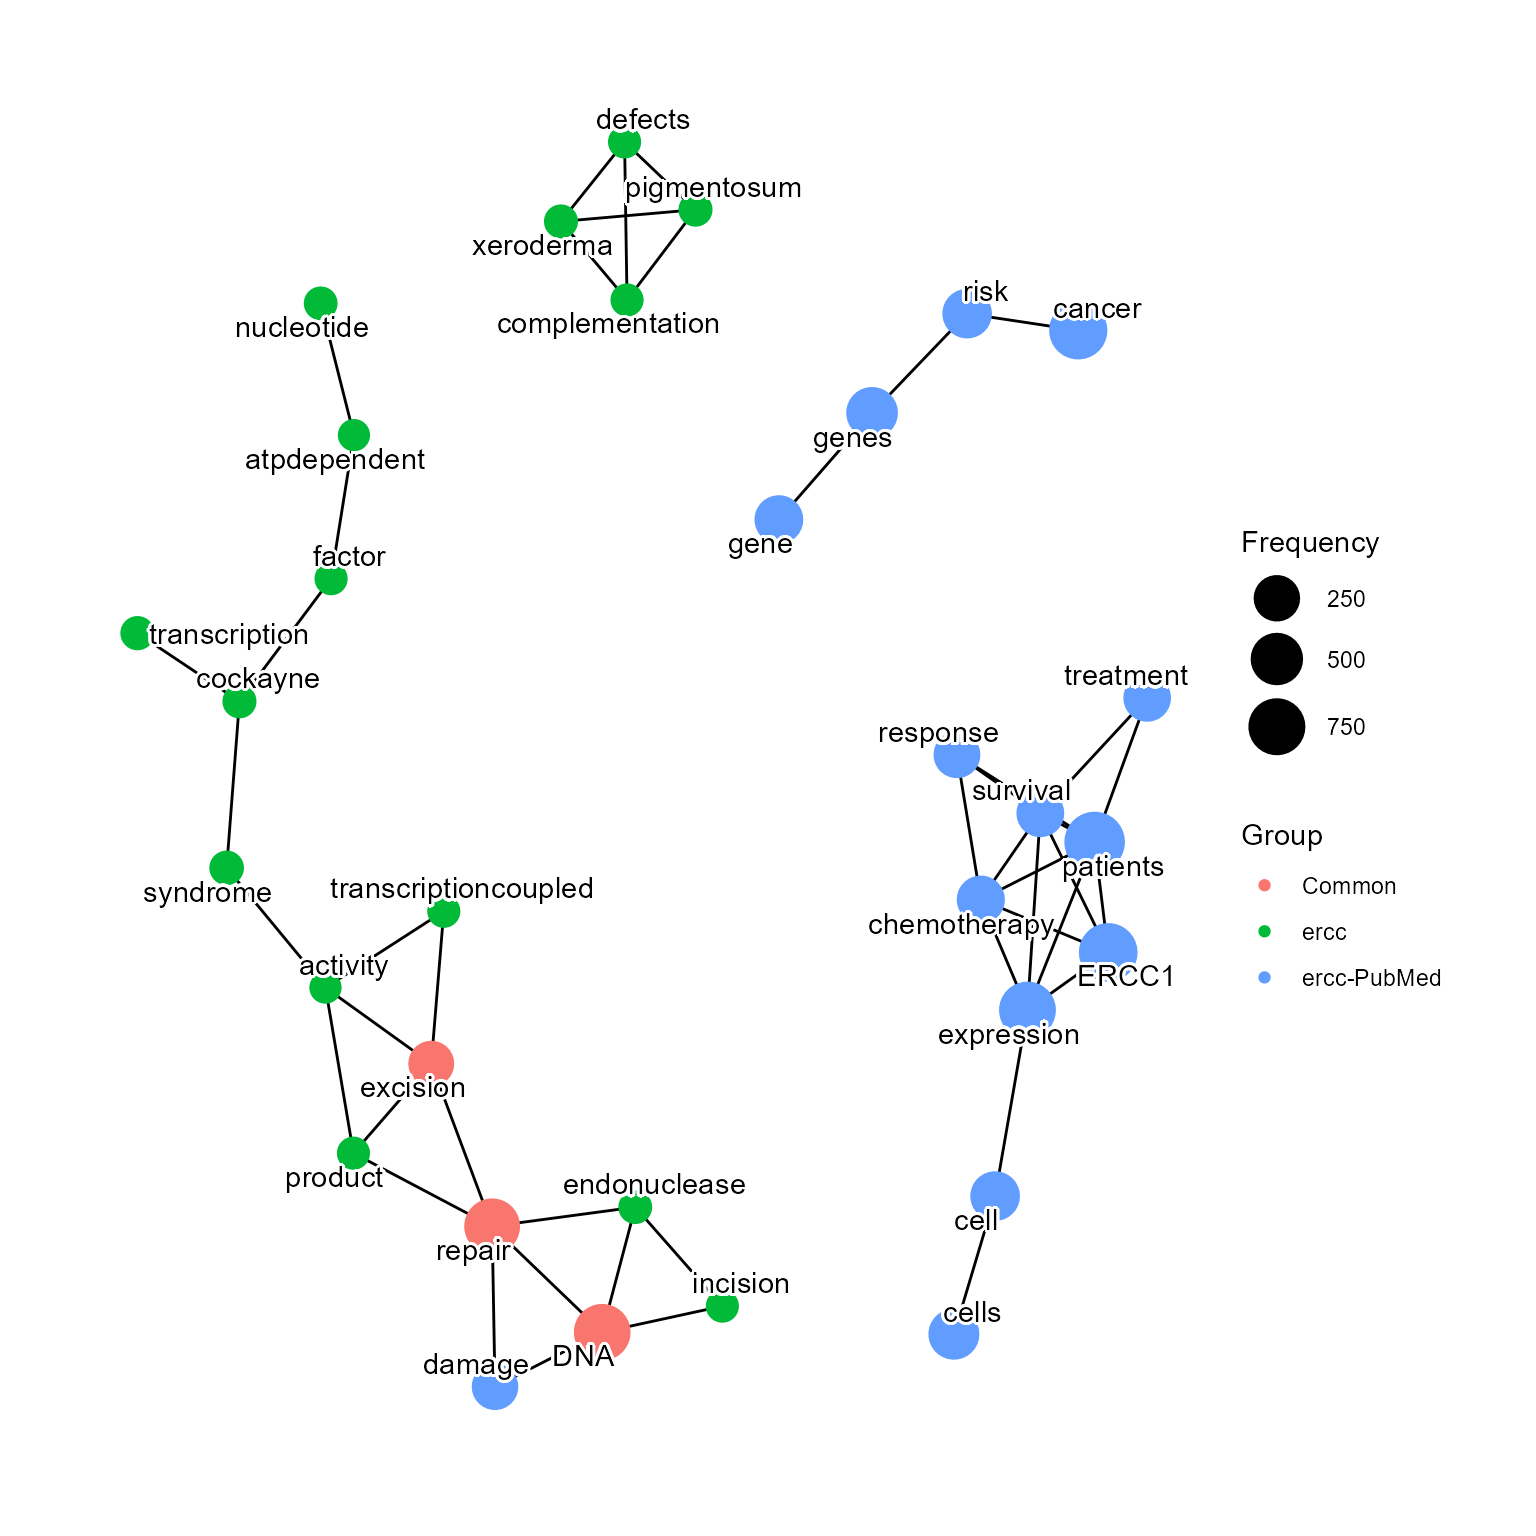 defects
pigmentosum
xeroderma
complementation
risk
cancer
nucleotide
genes
atpdependent
gene
factor
transcription
cockayne
syndrome
transcriptioncoupled
activity
excision
product
endonuclease
repair
incision
damage
DNA
treatment
response
survival
patients
chemotherapy
ERCC1
expression
cell
cells
Frequency
250
500
750
Group
Common
ercc
ercc-PubMed